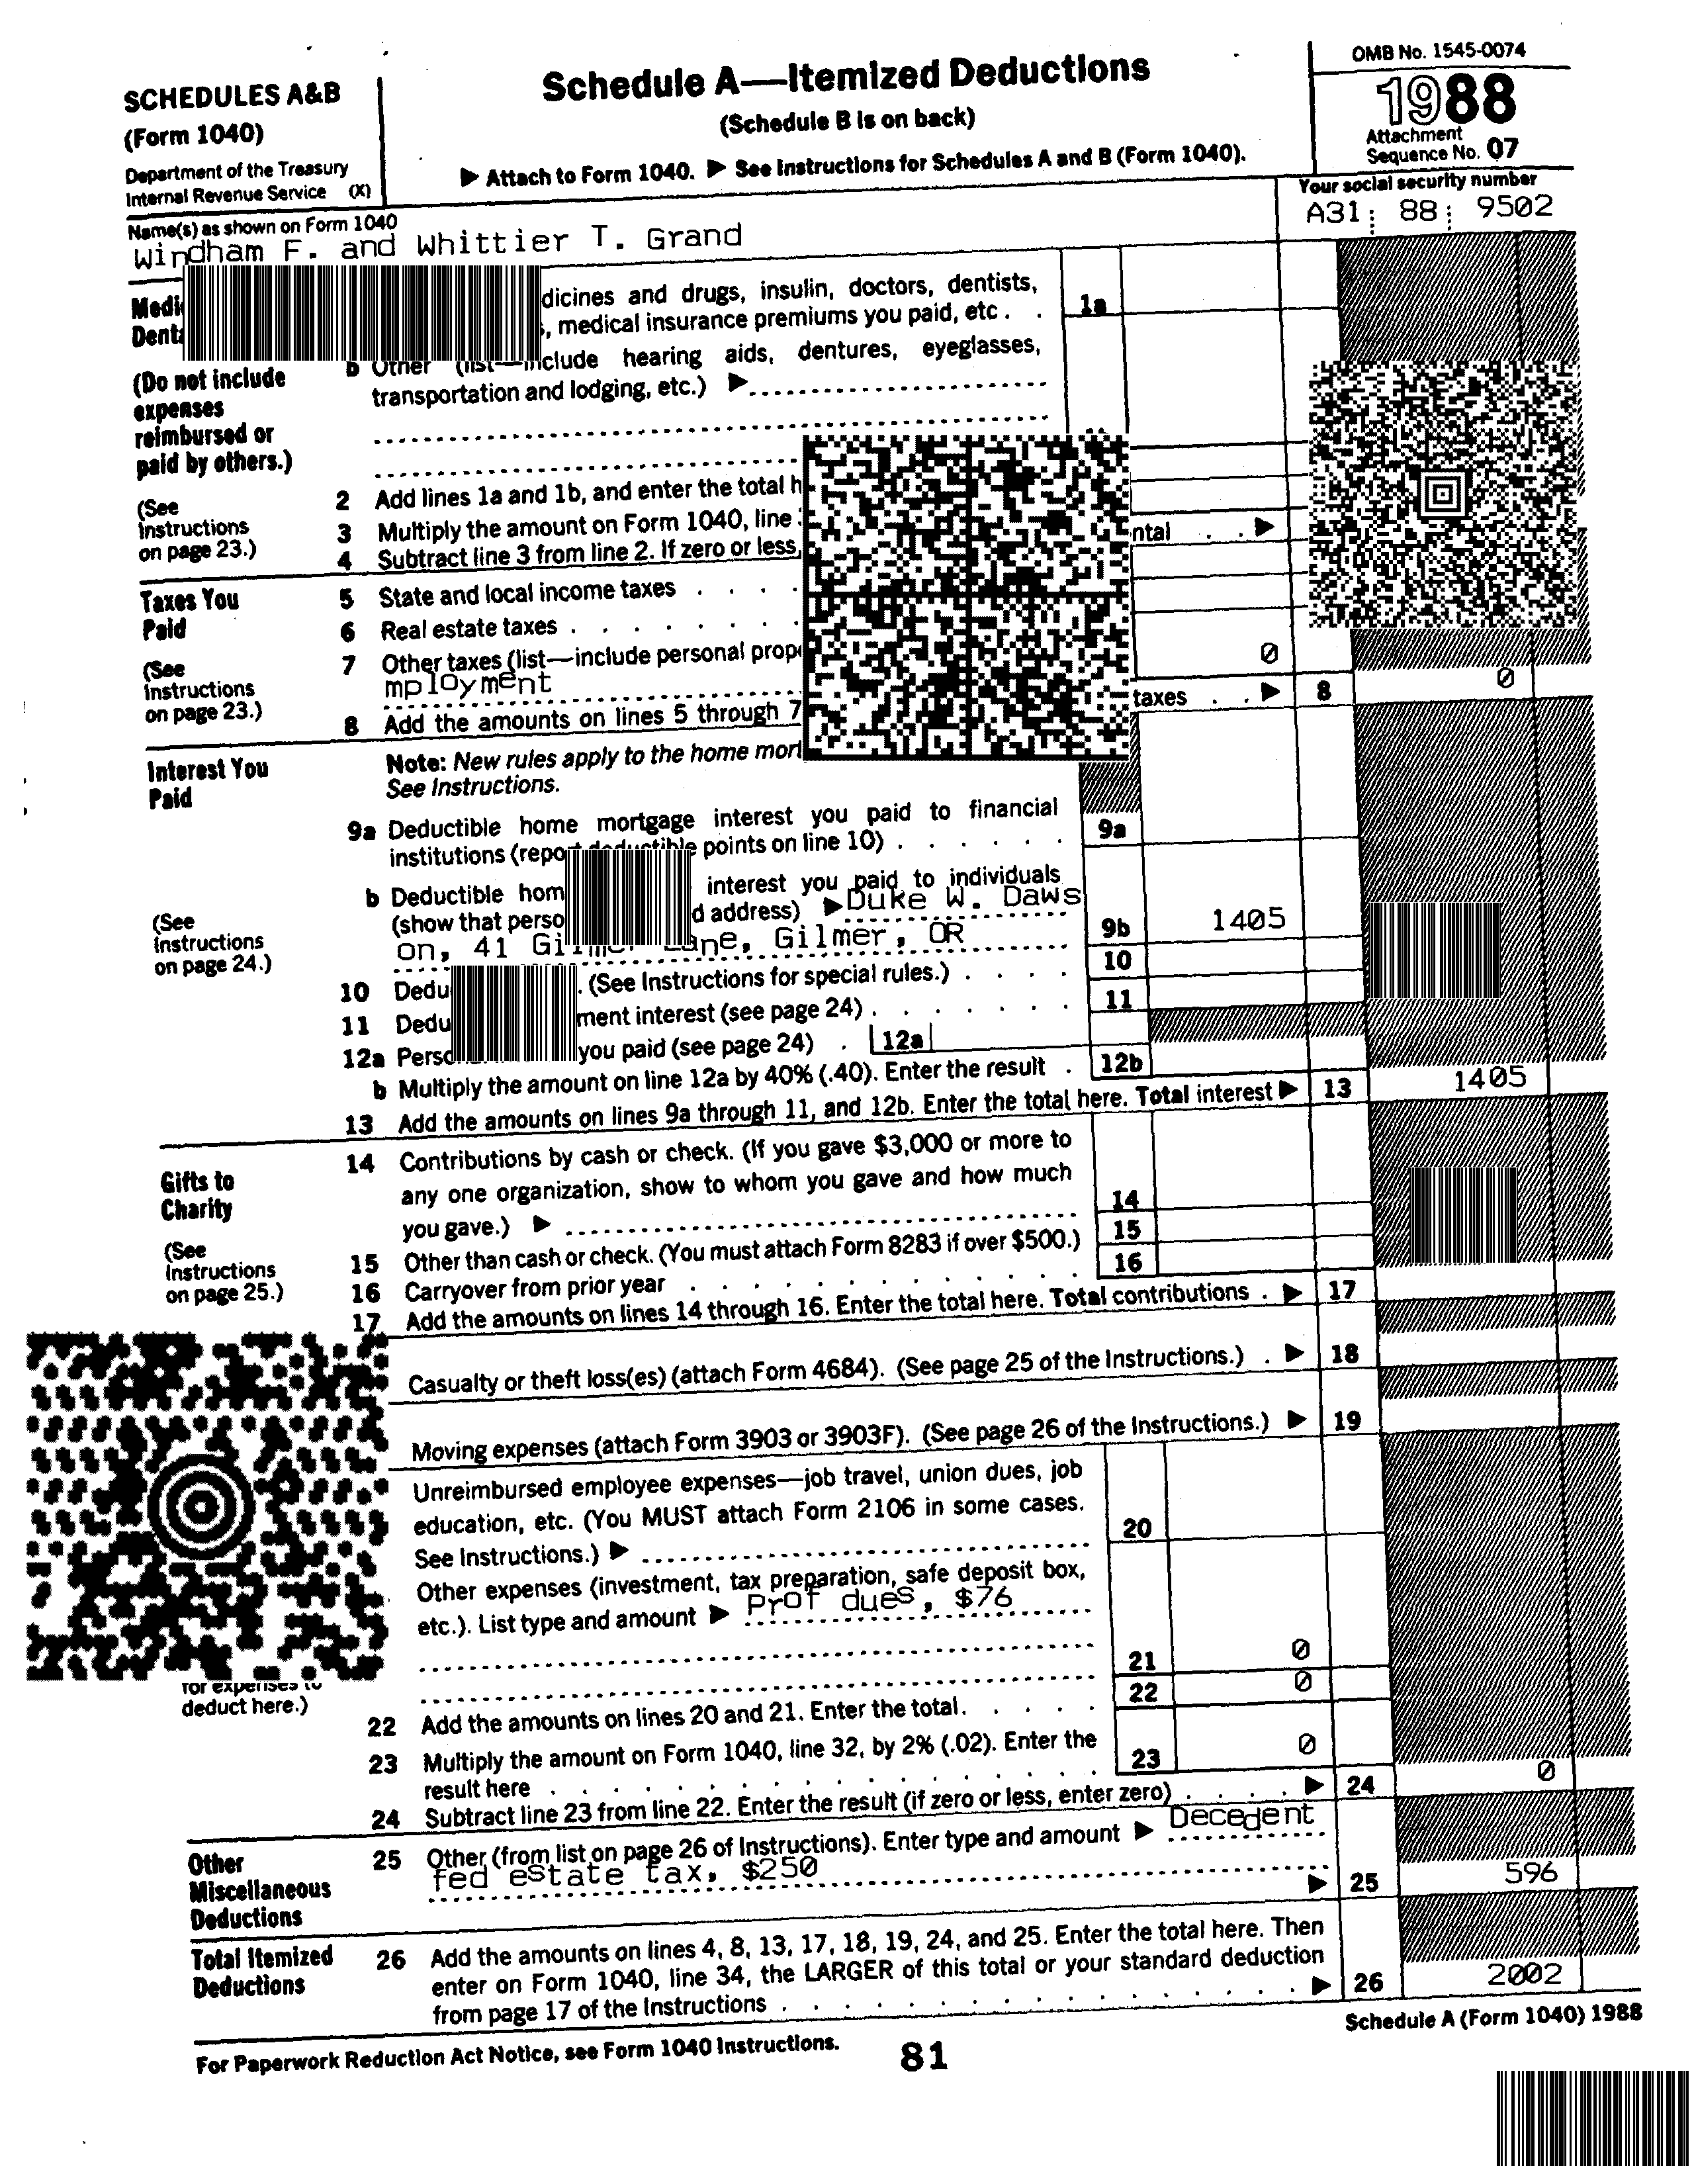 SCHEDULES A&B
(Form 1040)
Department of the Treasury
Internal Revenue Service (X)
Schedule A—Itemized Deductions
(Schedule B is on back)
▶ Attach to Form 1040. ▶ See Instructions for Schedules A and B (Form 1040).
OMB No. 1545-0074
1988
Attachment
Sequence No. 07
Name(s) as shown on Form 1040
Windham F. and Whittier T. Grand
Your social security number
A31 88 9502
dicines and drugs, insulin, doctors, dentists,
, medical insurance premiums you paid, etc . . 1a
(Do not include
expenses
reimbursed or
paid by others.)
b Other (list—include hearing aids, dentures, eyeglasses,
transportation and lodging, etc.) ▶
(See
Instructions
on page 23.)
2 Add lines 1a and 1b, and enter the total
3 Multiply the amount on Form 1040, line
4 Subtract line 3 from line 2. If zero or less, ntal . . ▶
Taxes You
Paid
(See
Instructions
on page 23.)
5 State and local income taxes . . . .
6 Real estate taxes . . . . . . . .
7 Other taxes (list—include personal 0
mployment
8 Add the amounts on lines 5 through 7 taxes . . ▶ 8 0
Interest You
Paid
(See
Instructions
on page 24.)
Note: New rules apply to the home
See Instructions.
9a Deductible home mortgage interest you paid to financial
institutions (report deductible points on line 10) . . . . . . 9a
b Deductible hom interest you paid to individuals
(show that perso d address) ▶ Duke W. Daws
on, 41 Gilmer Lane, Gilmer, OR 9b 1405
10 Dedu . (See Instructions for special rules.) . . . . 10
11 Dedu ment interest (see page 24) . . . . . . . 11
12a Perso you paid (see page 24) . 12a
b Multiply the amount on line 12a by 40% (.40). Enter the result . 12b
13 Add the amounts on lines 9a through 11, and 12b. Enter the total here. Total interest ▶ 13 1405
Gifts to
Charity
(See
Instructions
on page 25.)
14 Contributions by cash or check. (If you gave $3,000 or more to
any one organization, show to whom you gave and how much
you gave.) ▶ 14
15 Other than cash or check. (You must attach Form 8283 if over $500.) 15
16 Carryover from prior year . . . . . . . . . . . . 16
17 Add the amounts on lines 14 through 16. Enter the total here. Total contributions . ▶ 17
Casualty or theft loss(es) (attach Form 4684). (See page 25 of the Instructions.) . ▶ 18
Moving expenses (attach Form 3903 or 3903F). (See page 26 of the Instructions.) ▶ 19
Unreimbursed employee expenses—job travel, union dues, job
education, etc. (You MUST attach Form 2106 in some cases.
See Instructions.) ▶ 20
Other expenses (investment, tax preparation, safe deposit box,
etc.). List type and amount ▶ Prof dues, $76
21 0
for expenses to
deduct here.)
22 Add the amounts on lines 20 and 21. Enter the total. . . . . 22 0
23 Multiply the amount on Form 1040, line 32, by 2% (.02). Enter the
result here . . . . . . . . . . . . . . . . 23 0
24 Subtract line 23 from line 22. Enter the result (if zero or less, enter zero) . . . . ▶ 24 0
Other
Miscellaneous
Deductions
25 Other (from list on page 26 of Instructions). Enter type and amount ▶ Decedent
fed estate tax, $250
▶ 25 596
Total Itemized
Deductions
26 Add the amounts on lines 4, 8, 13, 17, 18, 19, 24, and 25. Enter the total here. Then
enter on Form 1040, line 34, the LARGER of this total or your standard deduction
from page 17 of the Instructions . . . . . . . . . . . . . . . . ▶ 26 2002
For Paperwork Reduction Act Notice, see Form 1040 Instructions.
81
Schedule A (Form 1040) 1988